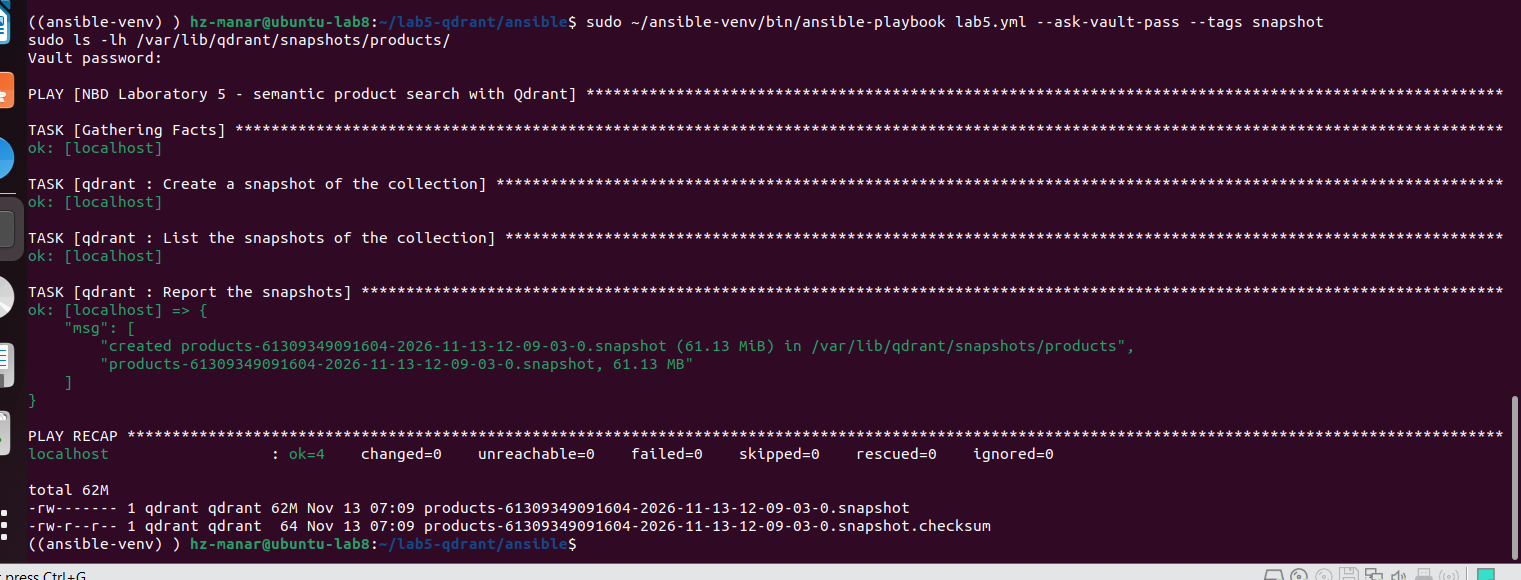 ((ansible-venv) ) hz-manar@ubuntu-lab8:~/lab5-qdrant/ansible$ sudo ~/ansible-venv/bin/ansible-playbook lab5.yml --ask-vault-pass --tags snapshot
sudo ls -lh /var/lib/qdrant/snapshots/products/
Vault password:
PLAY [NBD Laboratory 5 - semantic product search with Qdrant] ******************************************************************************************************
TASK [Gathering Facts] *********************************************************************************************************************************************
ok: [localhost]
TASK [qdrant : Create a snapshot of the collection] ****************************************************************************************************************
ok: [localhost]
TASK [qdrant : List the snapshots of the collection] ***************************************************************************************************************
ok: [localhost]
TASK [qdrant : Report the snapshots] *******************************************************************************************************************************
ok: [localhost] => {
    "msg": [
        "created products-61309349091604-2026-11-13-12-09-03-0.snapshot (61.13 MiB) in /var/lib/qdrant/snapshots/products",
        "products-61309349091604-2026-11-13-12-09-03-0.snapshot, 61.13 MB"
    ]
}
PLAY RECAP *********************************************************************************************************************************************************
localhost                  : ok=4    changed=0    unreachable=0    failed=0    skipped=0    rescued=0    ignored=0
total 62M
-rw------- 1 qdrant qdrant 62M Nov 13 07:09 products-61309349091604-2026-11-13-12-09-03-0.snapshot
-rw-r--r-- 1 qdrant qdrant  64 Nov 13 07:09 products-61309349091604-2026-11-13-12-09-03-0.snapshot.checksum
((ansible-venv) ) hz-manar@ubuntu-lab8:~/lab5-qdrant/ansible$
press Ctrl+G